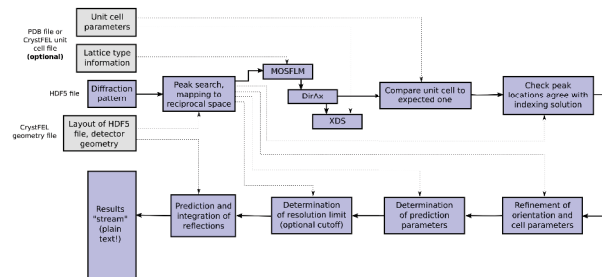 PDB file or
CrystFEL unit
cell file
(optional)
Unit cell
parameters
Lattice type
information
HDF5 file
Diffraction
pattern
Peak search,
mapping to
reciprocal space
MOSFLM
DirAx
XDS
Compare unit cell to
expected one
Check peak
locations agree with
indexing solution
CrystFEL
geometry file
Layout of HDF5
file, detector
geometry
Results
"stream"
(plain
text!)
Prediction and
integration of
reflections
Determination
of resolution limit
(optional cutoff)
Determination
of prediction
parameters
Refinement of
orientation and
cell parameters